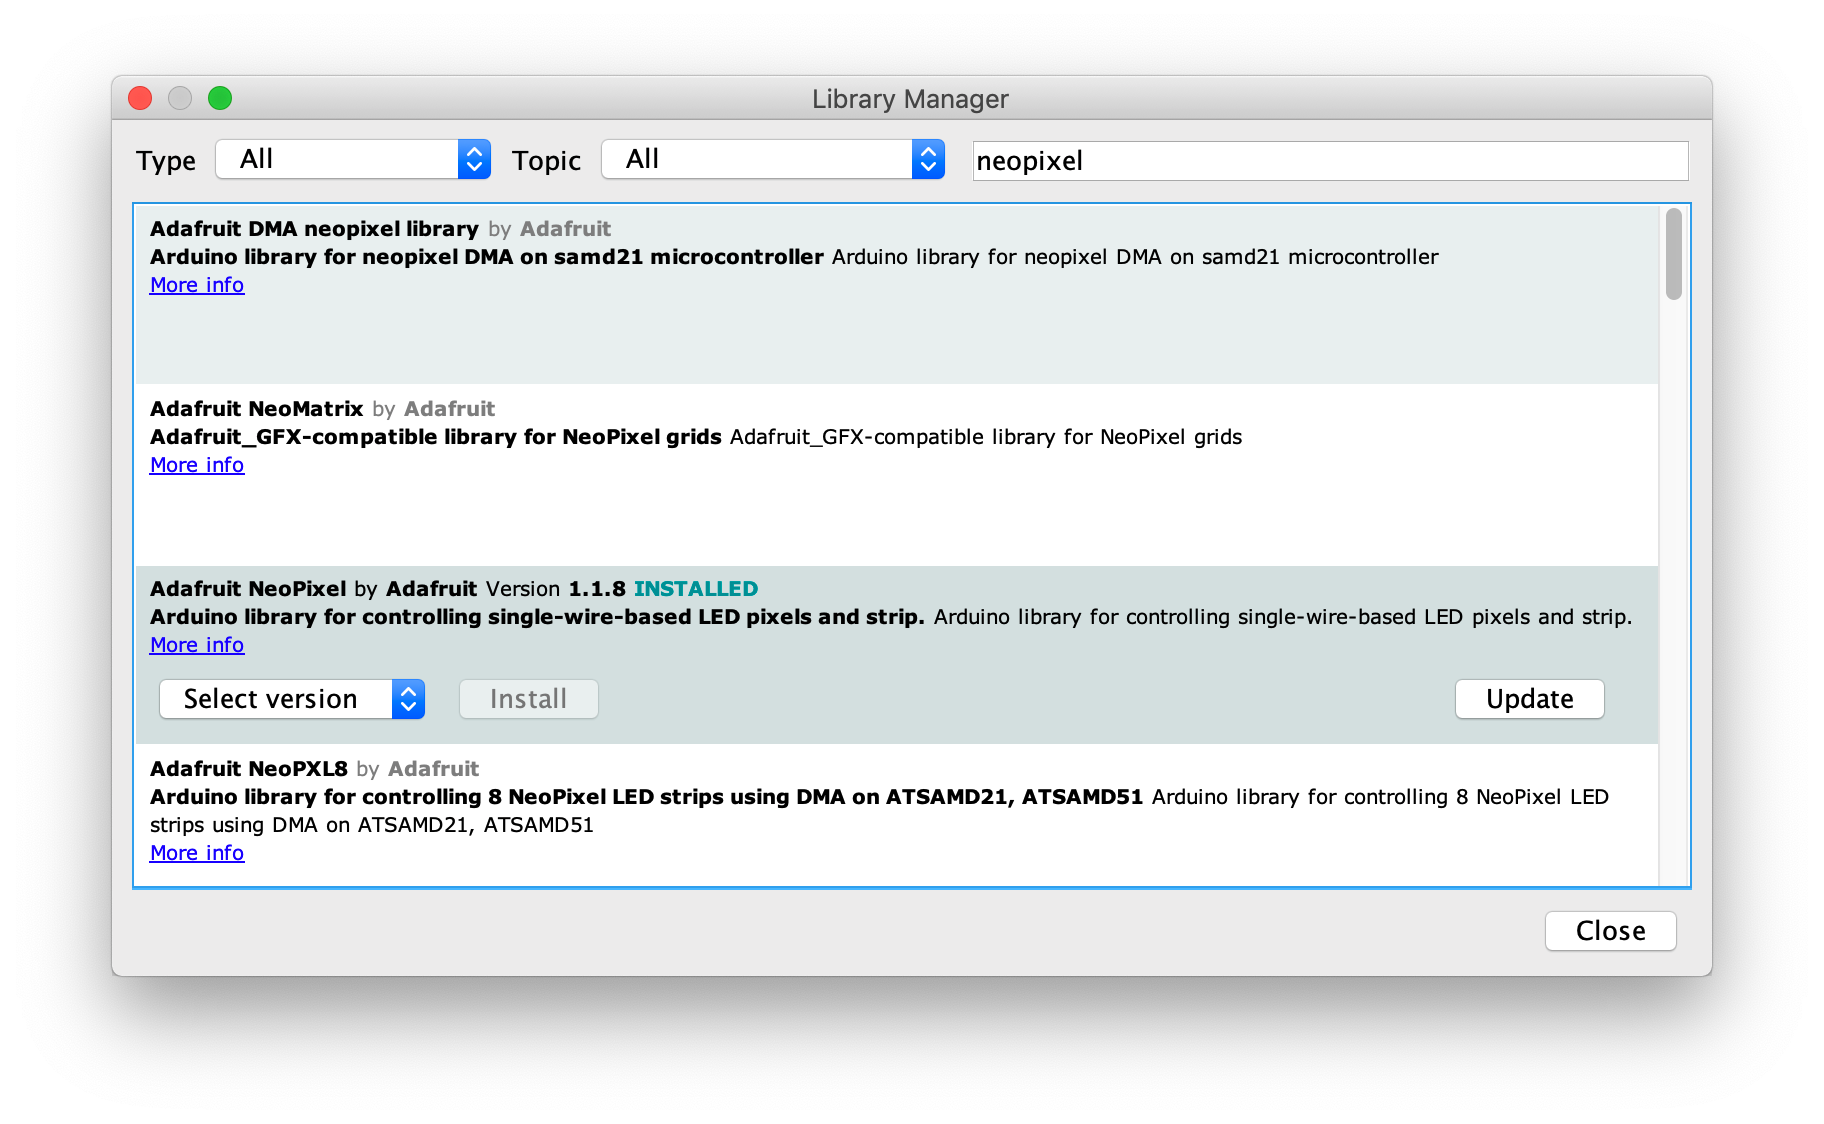 Library Manager
Type All Topic All neopixel
Adafruit DMA neopixel library by Adafruit
Arduino library for neopixel DMA on samd21 microcontroller Arduino library for neopixel DMA on samd21 microcontroller
More info
Adafruit NeoMatrix by Adafruit
Adafruit_GFX-compatible library for NeoPixel grids Adafruit_GFX-compatible library for NeoPixel grids
More info
Adafruit NeoPixel by Adafruit Version 1.1.8 INSTALLED
Arduino library for controlling single-wire-based LED pixels and strip. Arduino library for controlling single-wire-based LED pixels and strip.
More info
Select version Install Update
Adafruit NeoPXL8 by Adafruit
Arduino library for controlling 8 NeoPixel LED strips using DMA on ATSAMD21, ATSAMD51 Arduino library for controlling 8 NeoPixel LED
strips using DMA on ATSAMD21, ATSAMD51
More info
Close